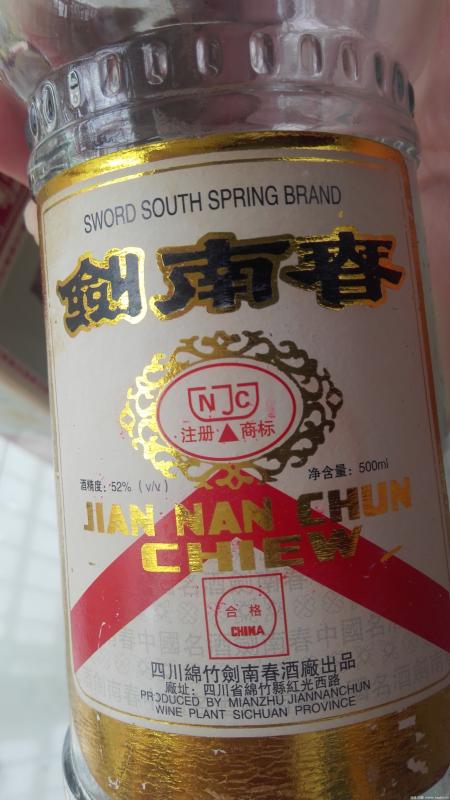 SWORD SOUTH SPRING BRAND
劍南春
NJC
注册▲商标
酒精度：52%（v/v）
净含量：500ml
JIAN NAN CHUN
CHIEW
合格
CHINA
四川綿竹劍南春酒廠出品
廠址：四川省綿竹縣紅光西路
PRODUCED BY MIANZHU JIANNANCHUN
WINE PLANT SICHUAN PROVINCE